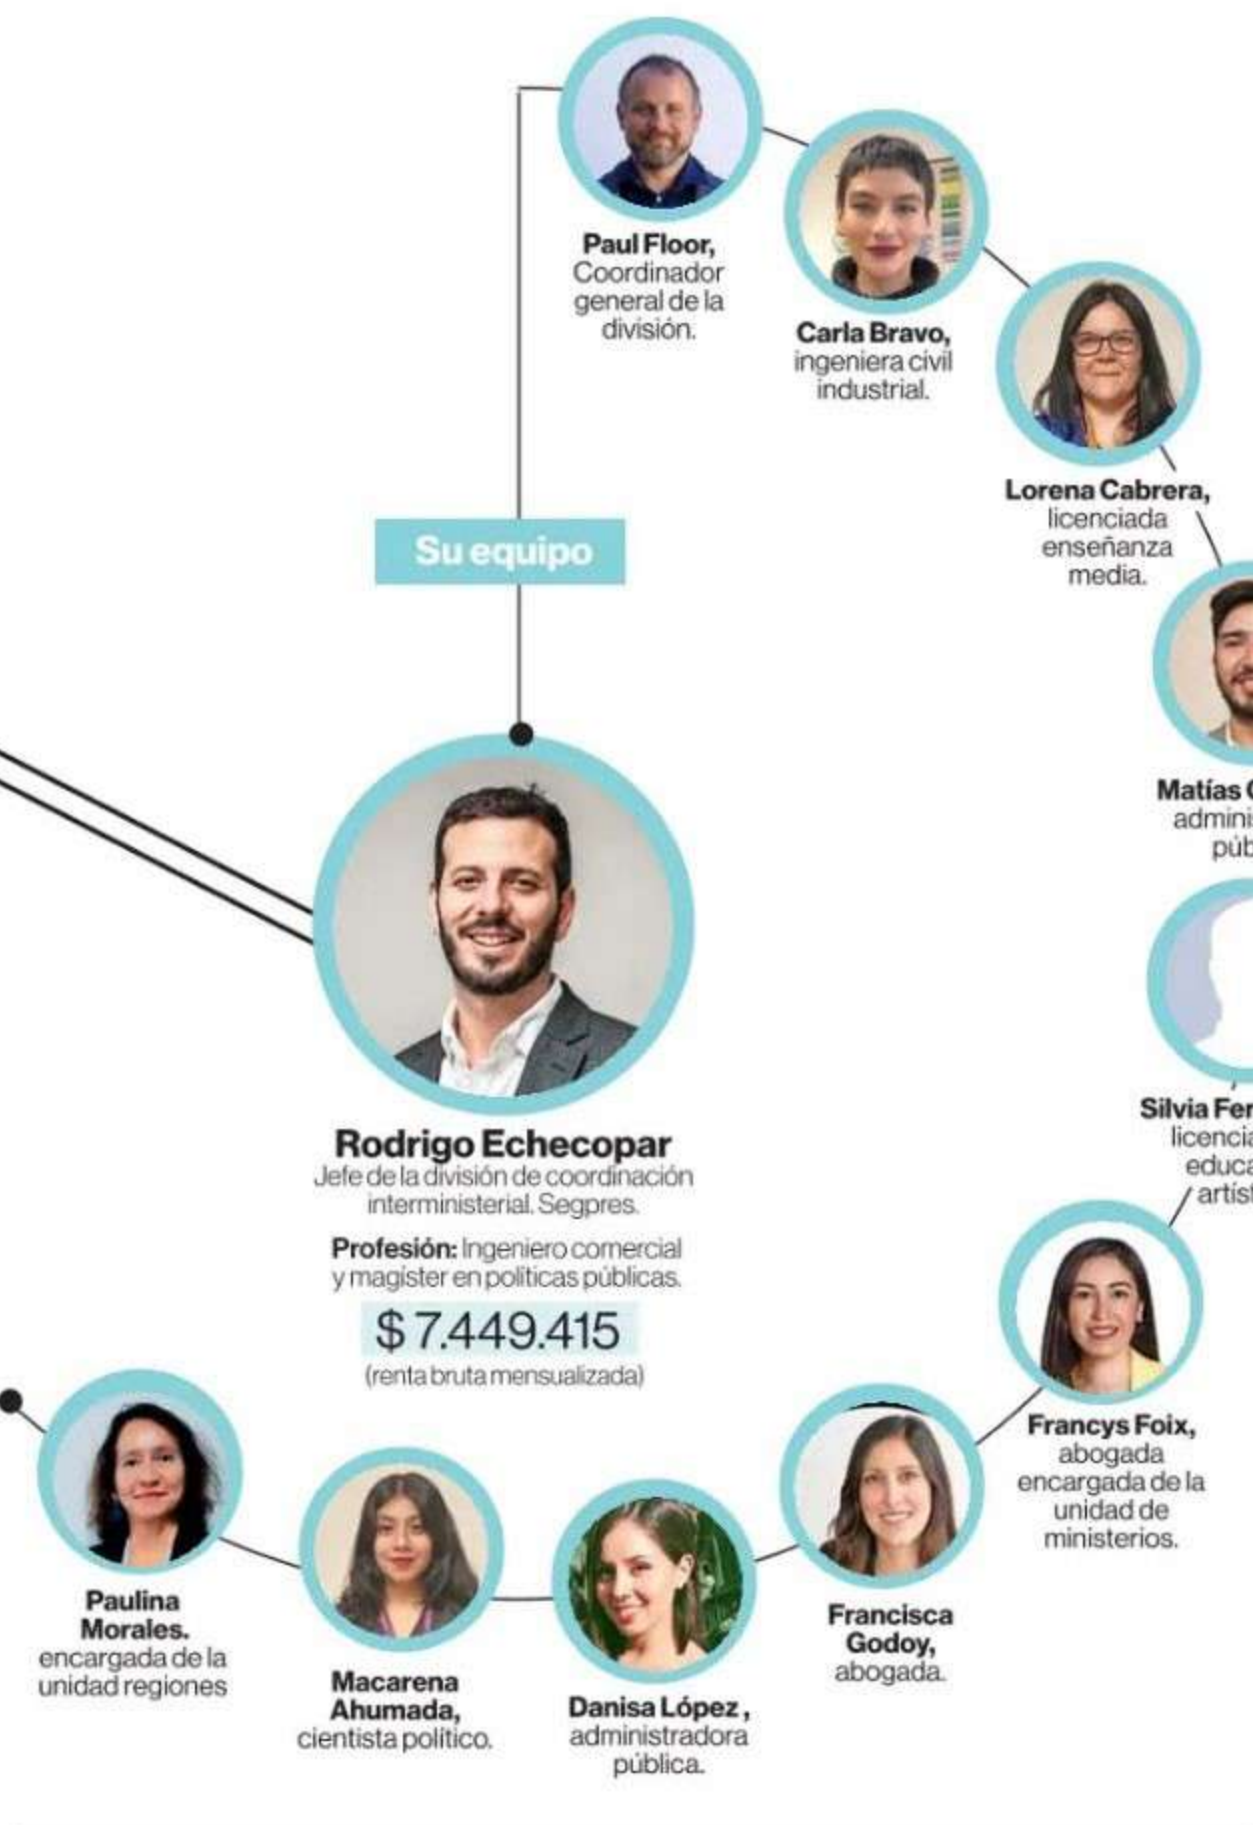 Paul Floor,
Coordinador
general de la
división.
Carla Bravo,
ingeniera civil
industrial.
Lorena Cabrera,
licenciada
enseñanza
media.
Su equipo
Matías
Rodrigo Echecopar
Jefe de la división de coordinación
interministerial. Segpres.
Profesión: Ingeniero comercial
y magíster en políticas públicas.
$ 7.449.415
(renta bruta mensualizada)
Silvia
Francys Foix,
abogada
encargada de la
unidad de
ministerios.
Francisca
Godoy,
abogada.
Danisa López ,
administradora
pública.
Macarena
Ahumada,
cientista político.
Paulina
Morales.
encargada de la
unidad regiones